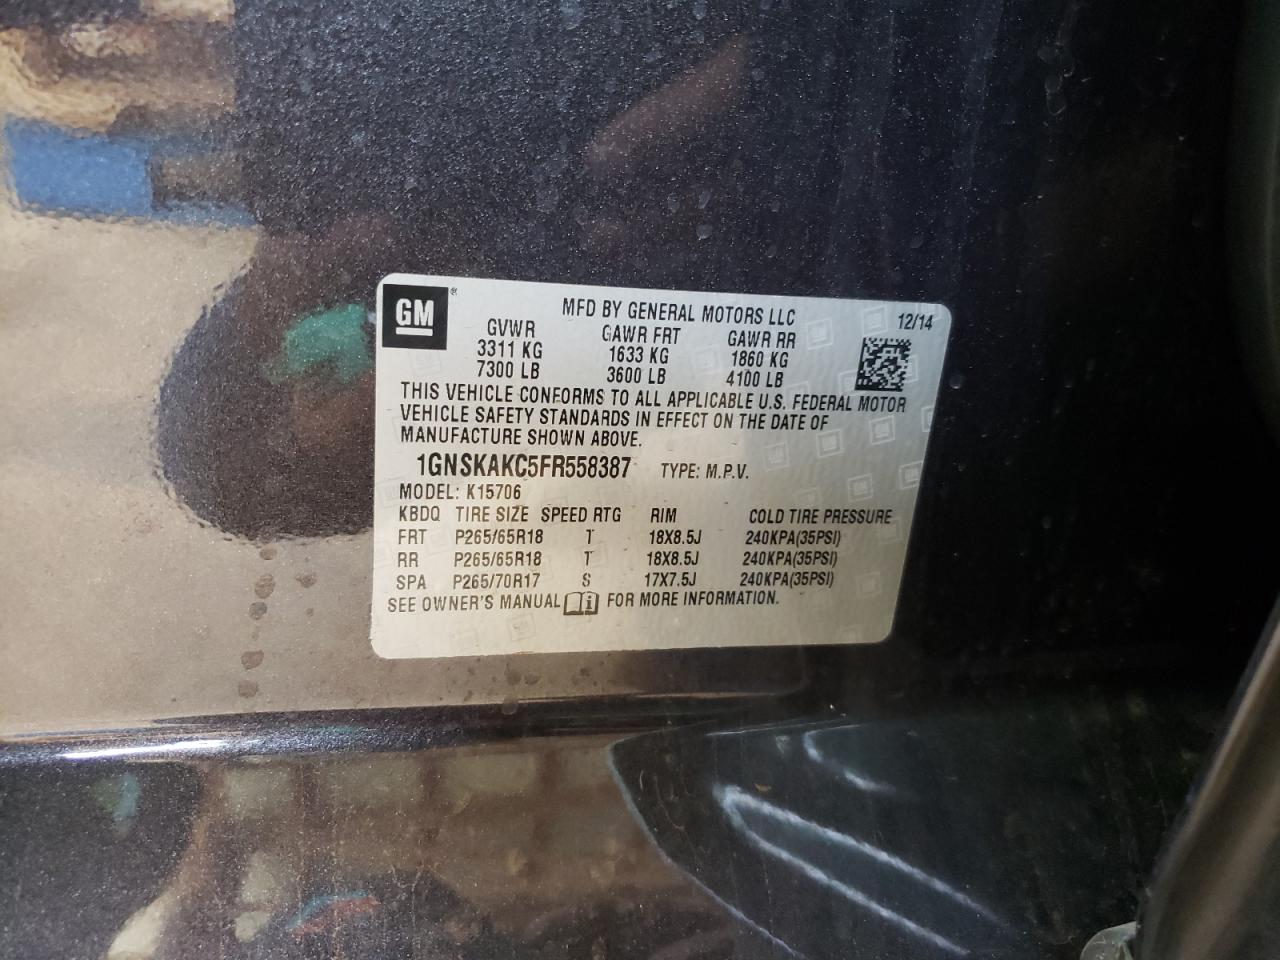 GM ®
MFD BY GENERAL MOTORS LLC 12/14
GVWR GAWR FRT GAWR RR
3311 KG 1633 KG 1860 KG
7300 LB 3600 LB 4100 LB
THIS VEHICLE CONFORMS TO ALL APPLICABLE U.S. FEDERAL MOTOR
VEHICLE SAFETY STANDARDS IN EFFECT ON THE DATE OF
MANUFACTURE SHOWN ABOVE.
1GNSKAKC5FR558387 TYPE: M.P.V.
MODEL: K15706
KBDQ TIRE SIZE SPEED RTG RIM COLD TIRE PRESSURE
FRT P265/65R18 T 18X8.5J 240KPA(35PSI)
RR P265/65R18 T 18X8.5J 240KPA(35PSI)
SPA P265/70R17 S 17X7.5J 240KPA(35PSI)
SEE OWNER'S MANUAL FOR MORE INFORMATION.